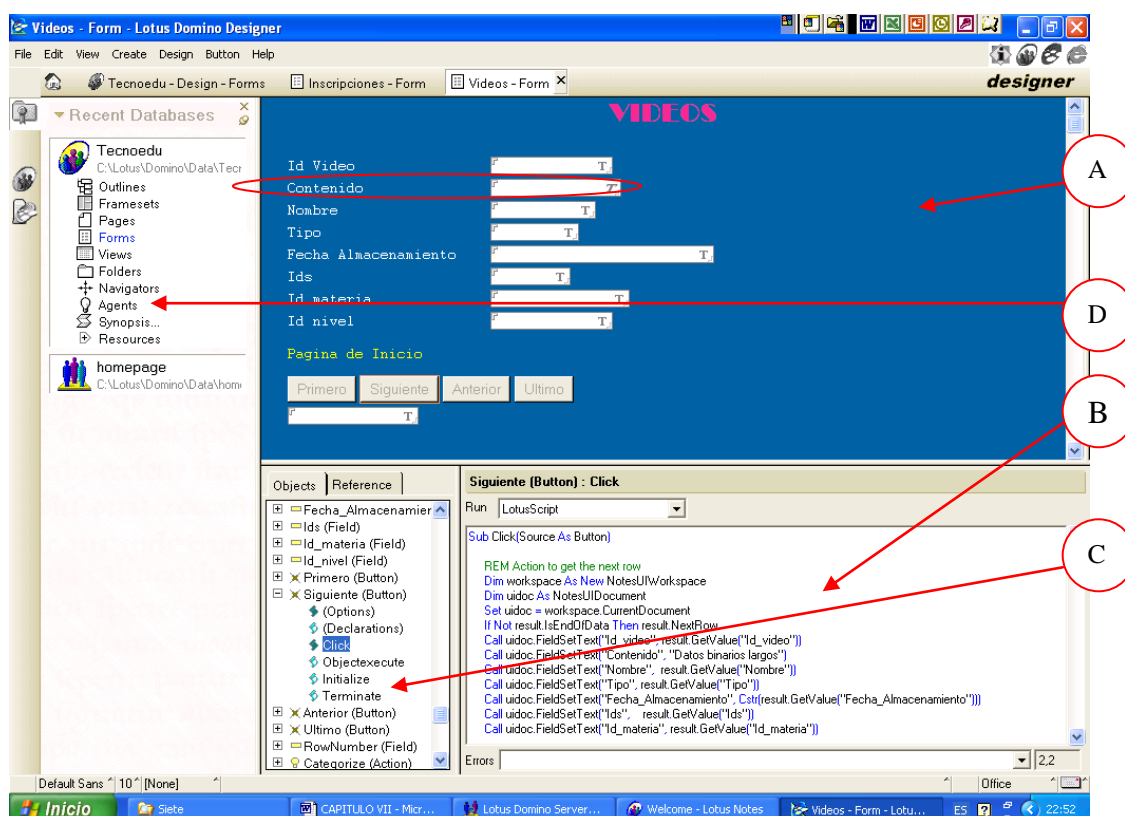 Videos - Form - Lotus Domino Designer
File Edit View Create Design Button Help
Tecnoedu - Design - Forms Inscripciones - Form Videos - Form designer
Recent Databases
Tecnoedu
C:\Lotus\Domino\Data\Tecr
Outlines
Framesets
Pages
Forms
Views
Folders
Navigators
Agents
Synopsis...
Resources
homepage
C:\Lotus\Domino\Data\hom
VIDEOS
Id Video T
Contenido T
Nombre T
Tipo T
Fecha Almacenamiento T
Ids T
Id materia T
Id nivel T
Pagina de Inicio
Primero Siguiente Anterior Ultimo
T
A
D
B
C
Objects Reference
Fecha_Almacenamier
Ids (Field)
Id_materia (Field)
Id_nivel (Field)
Primero (Button)
Siguiente (Button)
(Options)
(Declarations)
Click
Objectexecute
Initialize
Terminate
Anterior (Button)
Ultimo (Button)
RowNumber (Field)
Categorize (Action)
Siguiente (Button) : Click
Run LotusScript
Sub Click(Source As Button)
REM Action to get the next row
Dim workspace As New NotesUIWorkspace
Dim uidoc As NotesUIDocument
Set uidoc = workspace.CurrentDocument
If Not result.IsEndOfData Then result.NextRow
Call uidoc.FieldSetText("Id_video", result.GetValue("Id_video"))
Call uidoc.FieldSetText("Contenido", "Datos binarios largos")
Call uidoc.FieldSetText("Nombre", result.GetValue("Nombre"))
Call uidoc.FieldSetText("Tipo", result.GetValue("Tipo"))
Call uidoc.FieldSetText("Fecha_Almacenamiento", Cstr(result.GetValue("Fecha_Almacenamiento")))
Call uidoc.FieldSetText("Ids", result.GetValue("Ids"))
Call uidoc.FieldSetText("Id_materia", result.GetValue("Id_materia"))
Errors 2,2
Default Sans 10 [None] Office
Inicio Siete CAPITULO VII - Micr... Lotus Domino Server... Welcome - Lotus Notes Videos - Form - Lotu... ES 22:52